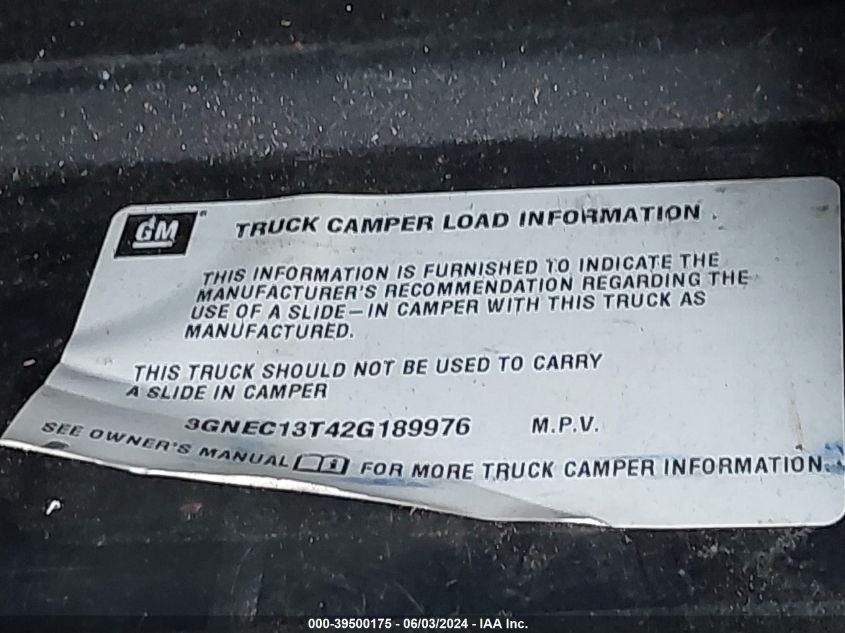 GM
TRUCK CAMPER LOAD INFORMATION
THIS INFORMATION IS FURNISHED TO INDICATE THE
MANUFACTURER'S RECOMMENDATION REGARDING THE
USE OF A SLIDE—IN CAMPER WITH THIS TRUCK AS
MANUFACTURED.
THIS TRUCK SHOULD NOT BE USED TO CARRY
A SLIDE IN CAMPER
3GNEC13T42G189976 M.P.V.
SEE OWNER'S MANUAL FOR MORE TRUCK CAMPER INFORMATION.
000-39500175 - 06/03/2024 - IAA Inc.